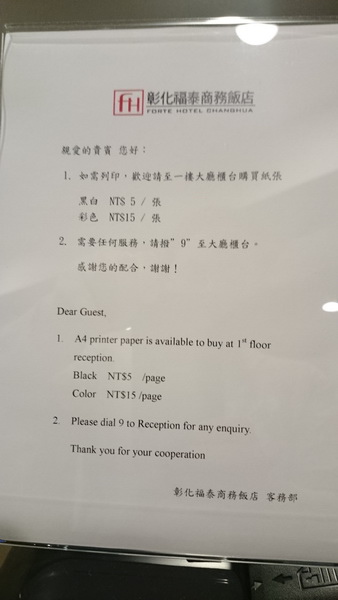 FH 彰化福泰商務飯店
FORTE HOTEL CHANGHUA
親愛的貴賓 您好：
1. 如需列印，歡迎請至一樓大廳櫃台購買紙張
黑白 NT$ 5 / 張
彩色 NT$15 / 張
2. 需要任何服務，請撥"9"至大廳櫃台。
感謝您的配合，謝謝！
Dear Guest,
1. A4 printer paper is available to buy at 1st floor
reception.
Black NT$5 /page
Color NT$15 /page
2. Please dial 9 to Reception for any enquiry.
Thank you for your cooperation
彰化福泰商務飯店 客務部